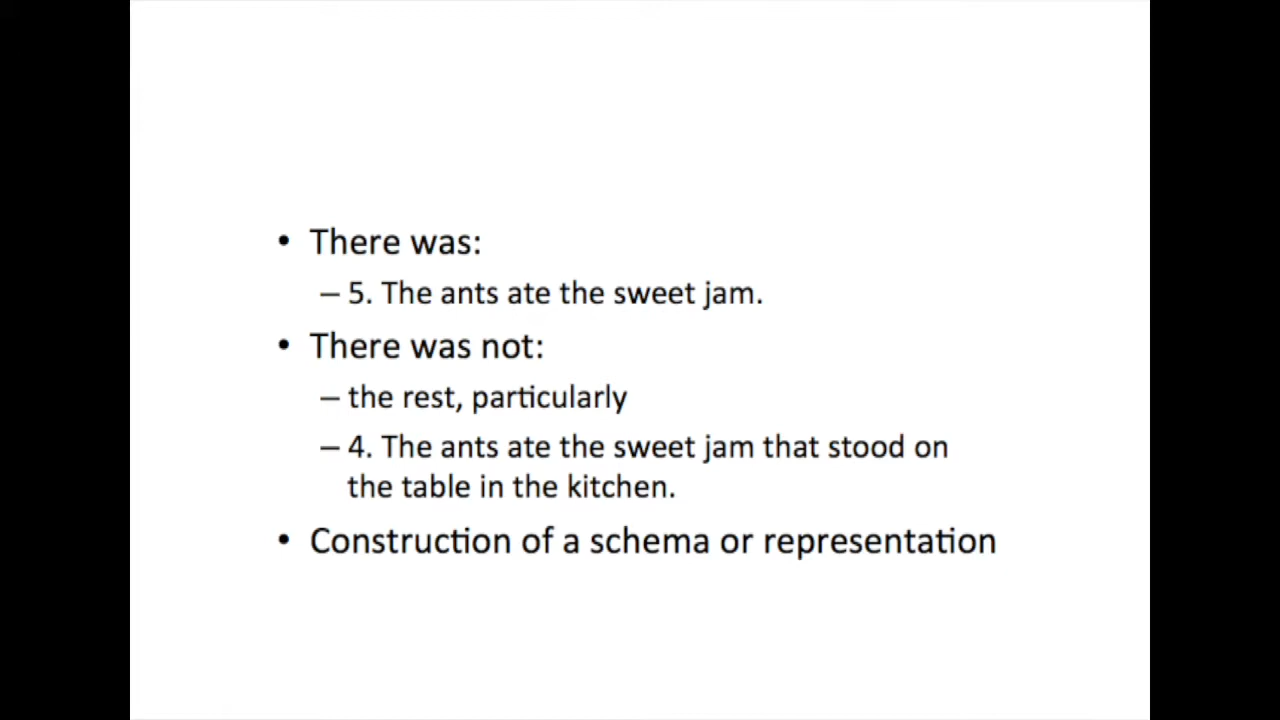 • There was:
– 5. The ants ate the sweet jam.
• There was not:
– the rest, particularly
– 4. The ants ate the sweet jam that stood on
the table in the kitchen.
• Construction of a schema or representation